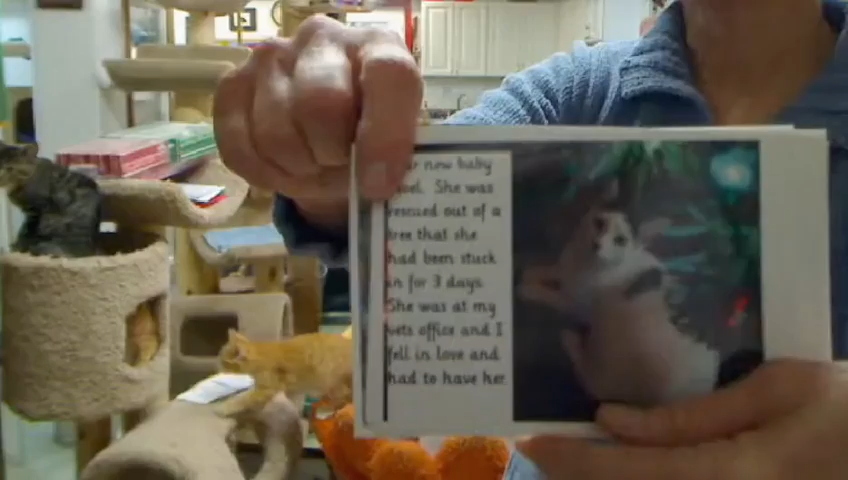 new baby
She was
rescued out of a
tree that she
had been stuck
in for 3 days.
She was at my
vets office and I
fell in love and
had to have her.